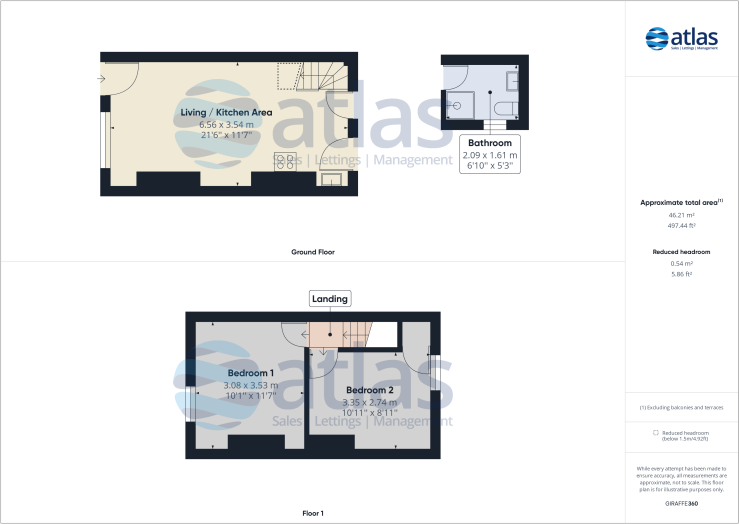 atlas
Sales | Lettings | Management
Living / Kitchen Area
6.56 x 3.54 m
21'6" x 11'7"
Bathroom
2.09 x 1.61 m
6'10" x 5'3"
atlas
Sales | Lettings | Management
Ground Floor
Landing
Bedroom 1
3.08 x 3.53 m
10'1" x 11'7"
Bedroom 2
3.35 x 2.74 m
10'11" x 8'11"
atlas
Sales | Lettings | Management
Floor 1
Approximate total area(1)
46.21 m²
497.44 ft²
Reduced headroom
0.54 m²
5.86 ft²
(1) Excluding balconies and terraces
Reduced headroom
(below 1.5m/4.92ft)
While every attempt has been made to
ensure accuracy, all measurements are
approximate, not to scale. This floor
plan is for illustrative purposes only.
GIRAFFE360